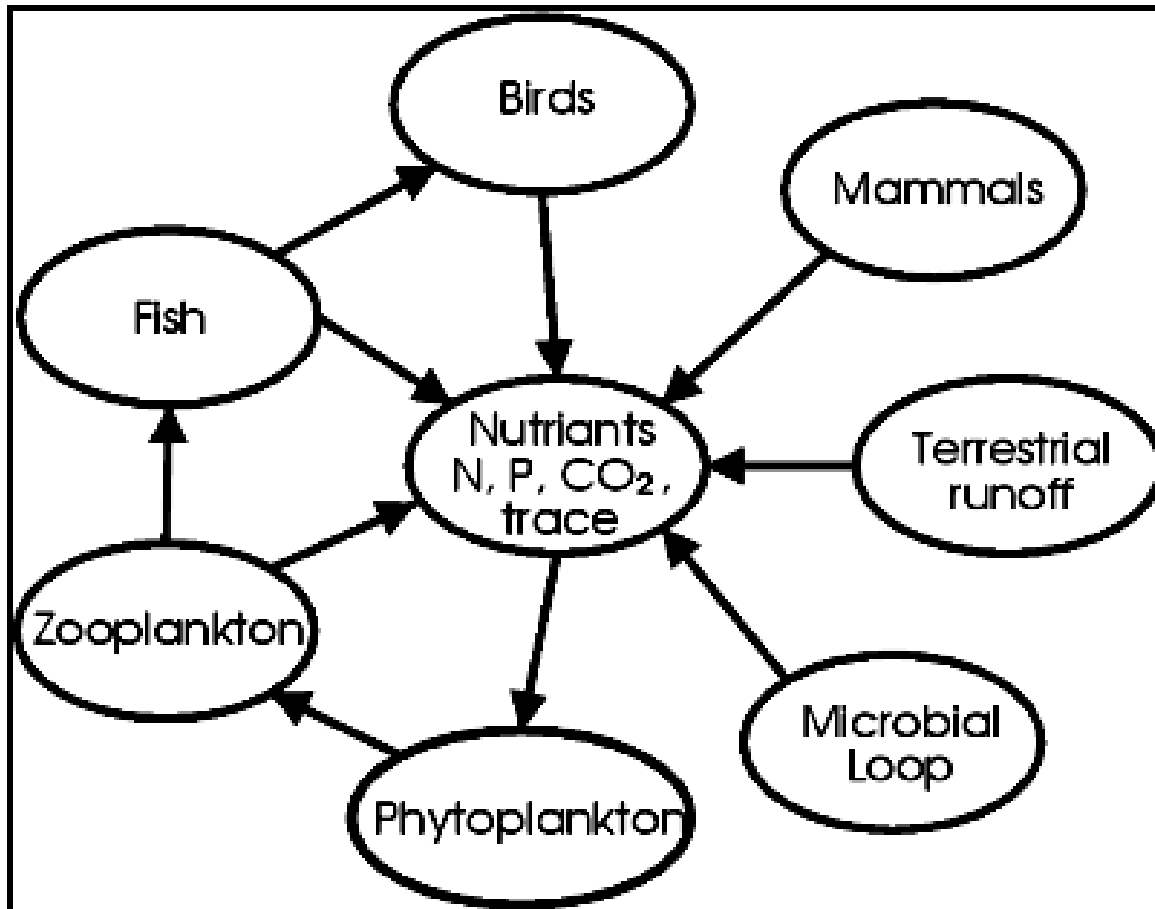 Birds
Mammals
Fish
Nutriants
N, P, CO₂,
trace
Terrestrial
runoff
Zooplankton
Microbial
Loop
Phytoplankton